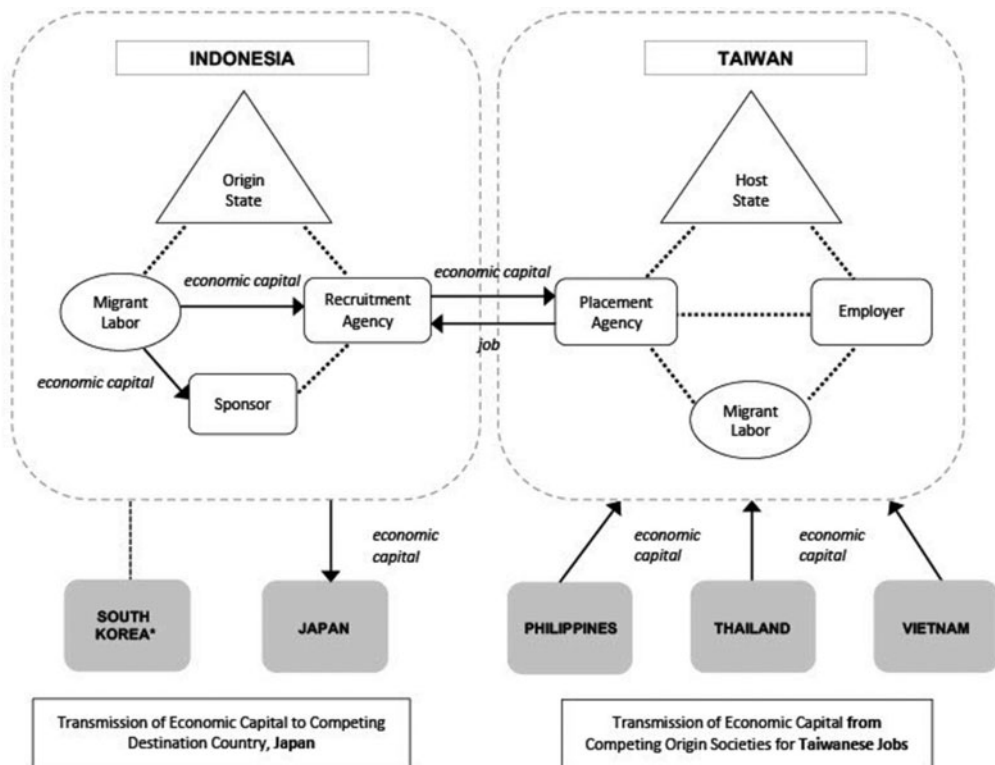 INDONESIA
TAIWAN
Origin
State
Host
State
economic capital
economic capital
Migrant
Labor
Recruitment
Agency
Placement
Agency
Employer
job
economic capital
Sponsor
Migrant
Labor
economic
capital
economic
capital
economic
capital
SOUTH
KOREA*
JAPAN
PHILIPPINES
THAILAND
VIETNAM
Transmission of Economic Capital to Competing
Destination Country, Japan
Transmission of Economic Capital from
Competing Origin Societies for Taiwanese Jobs